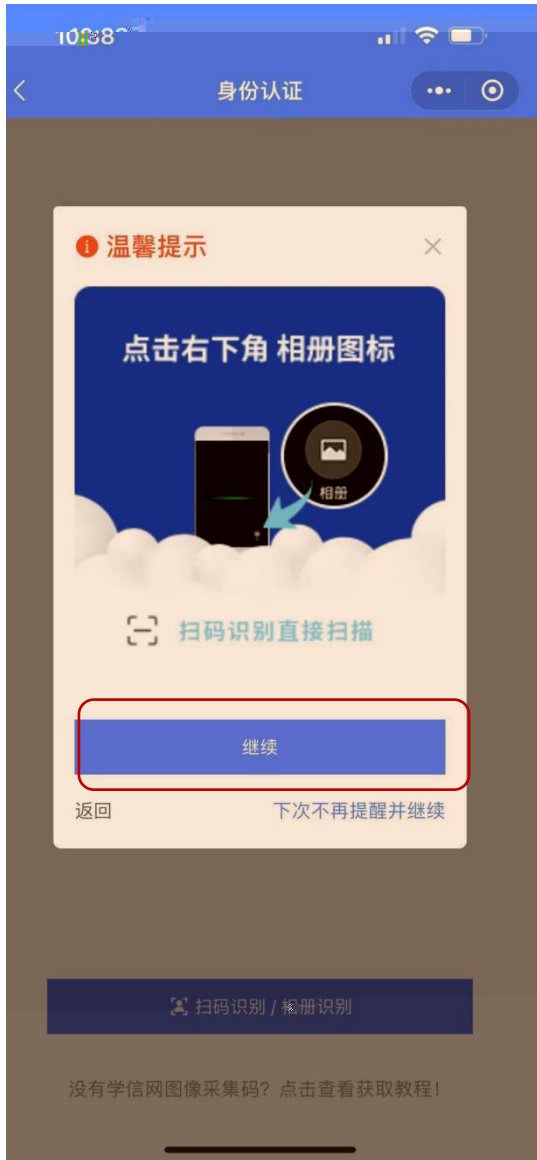 身份认证
温馨提示
点击右下角 相册图标
相册
扫码识别直接扫描
继续
返回
下次不再提醒并继续
扫码识别 / 相册识别
没有学信网图像采集码？点击查看获取教程！